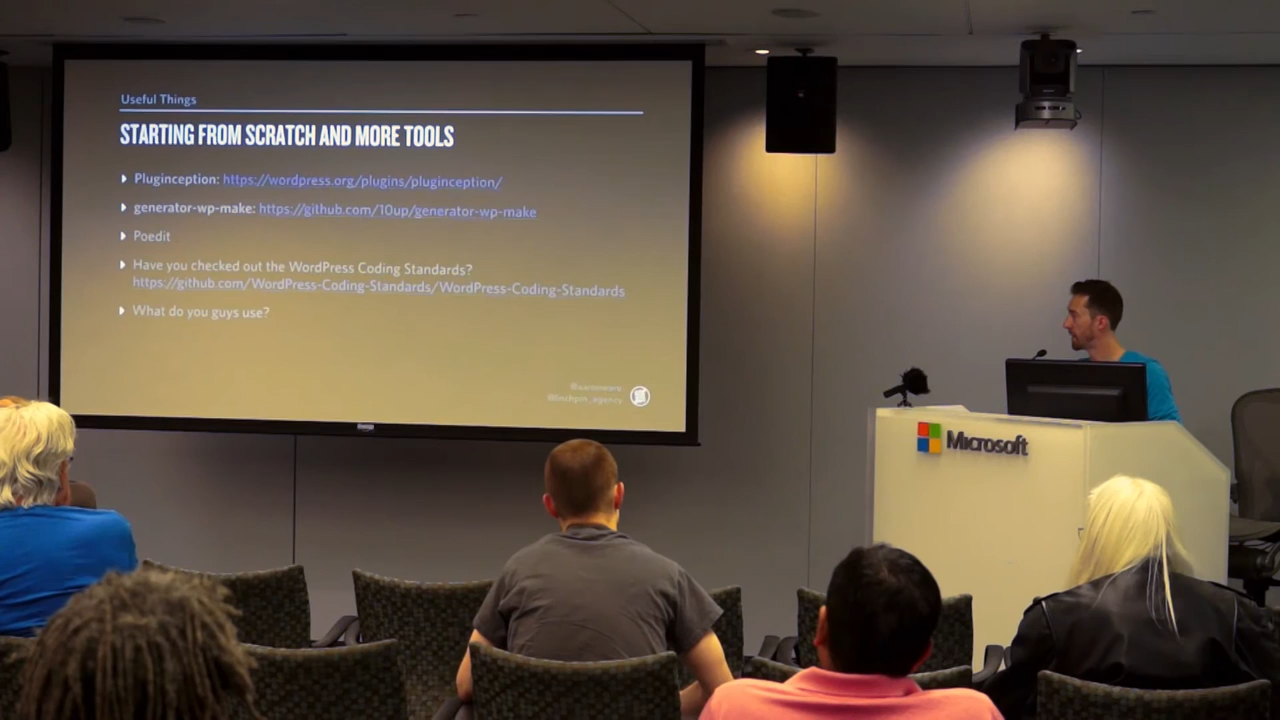 Useful Things
STARTING FROM SCRATCH AND MORE TOOLS
Pluginception: https://wordpress.org/plugins/pluginception/
generator-wp-make: https://github.com/10up/generator-wp-make
Poedit
Have you checked out the WordPress Coding Standards?
https://github.com/WordPress-Coding-Standards/WordPress-Coding-Standards
What do you guys use?
@aaronware
@linchpin_agency
Microsoft